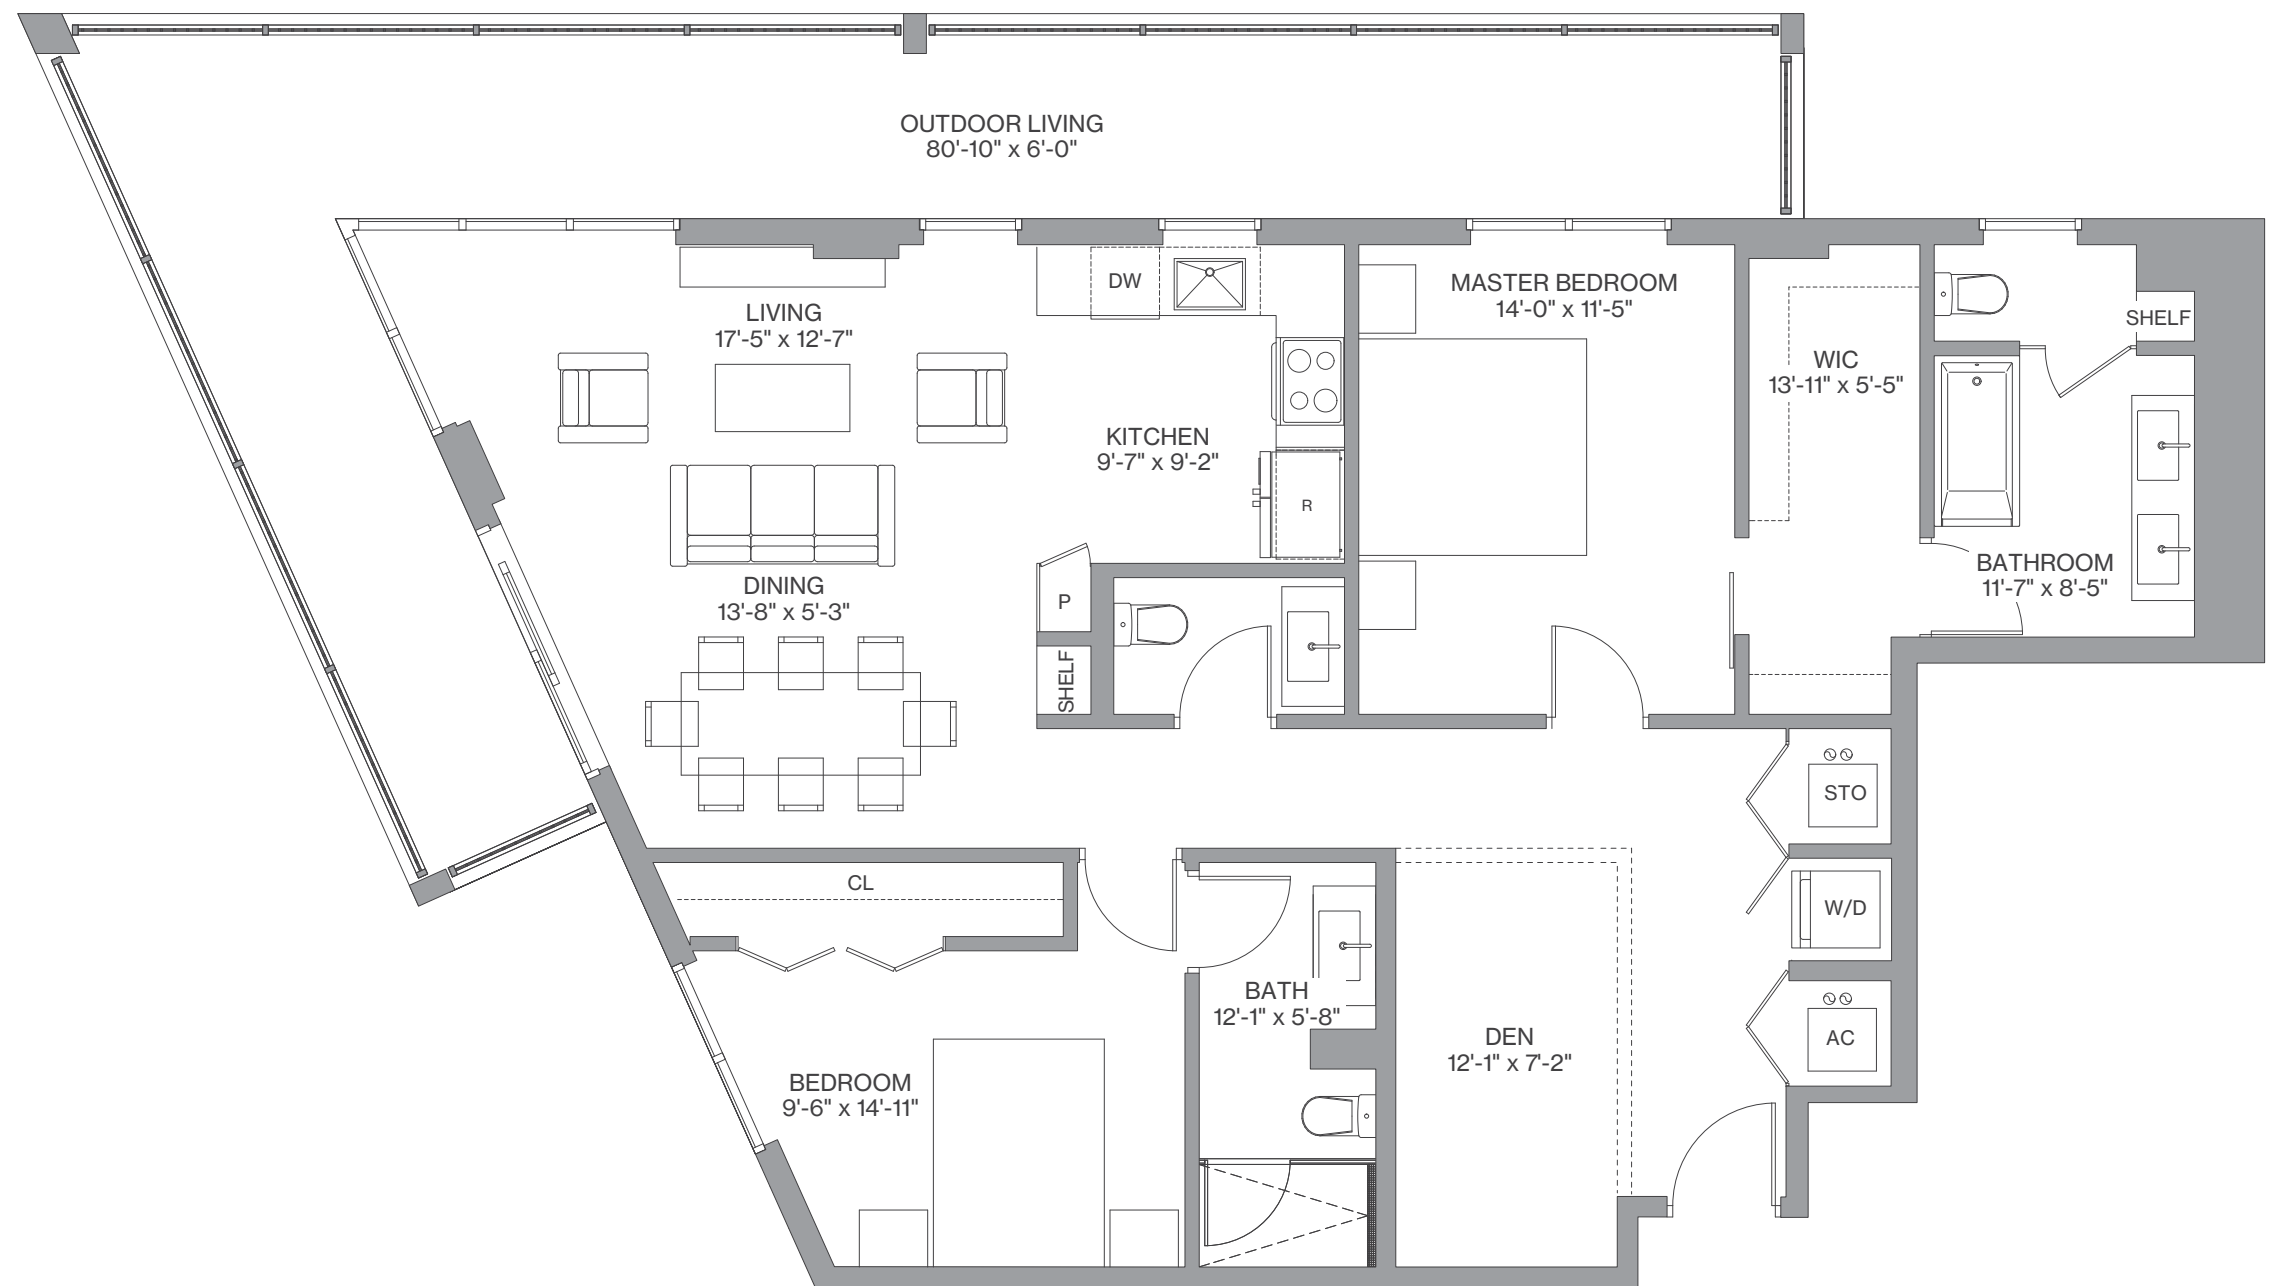 OUTDOOR LIVING
80'-10" x 6'-0"
LIVING
17'-5" x 12'-7"
DW
MASTER BEDROOM
14'-0" x 11'-5"
SHELF
WIC
13'-11" x 5'-5"
KITCHEN
9'-7" x 9'-2"
R
BATHROOM
11'-7" x 8'-5"
DINING
13'-8" x 5'-3"
P
SHELF
STO
CL
W/D
BATH
12'-1" x 5'-8"
DEN
12'-1" x 7'-2"
AC
BEDROOM
9'-6" x 14'-11"